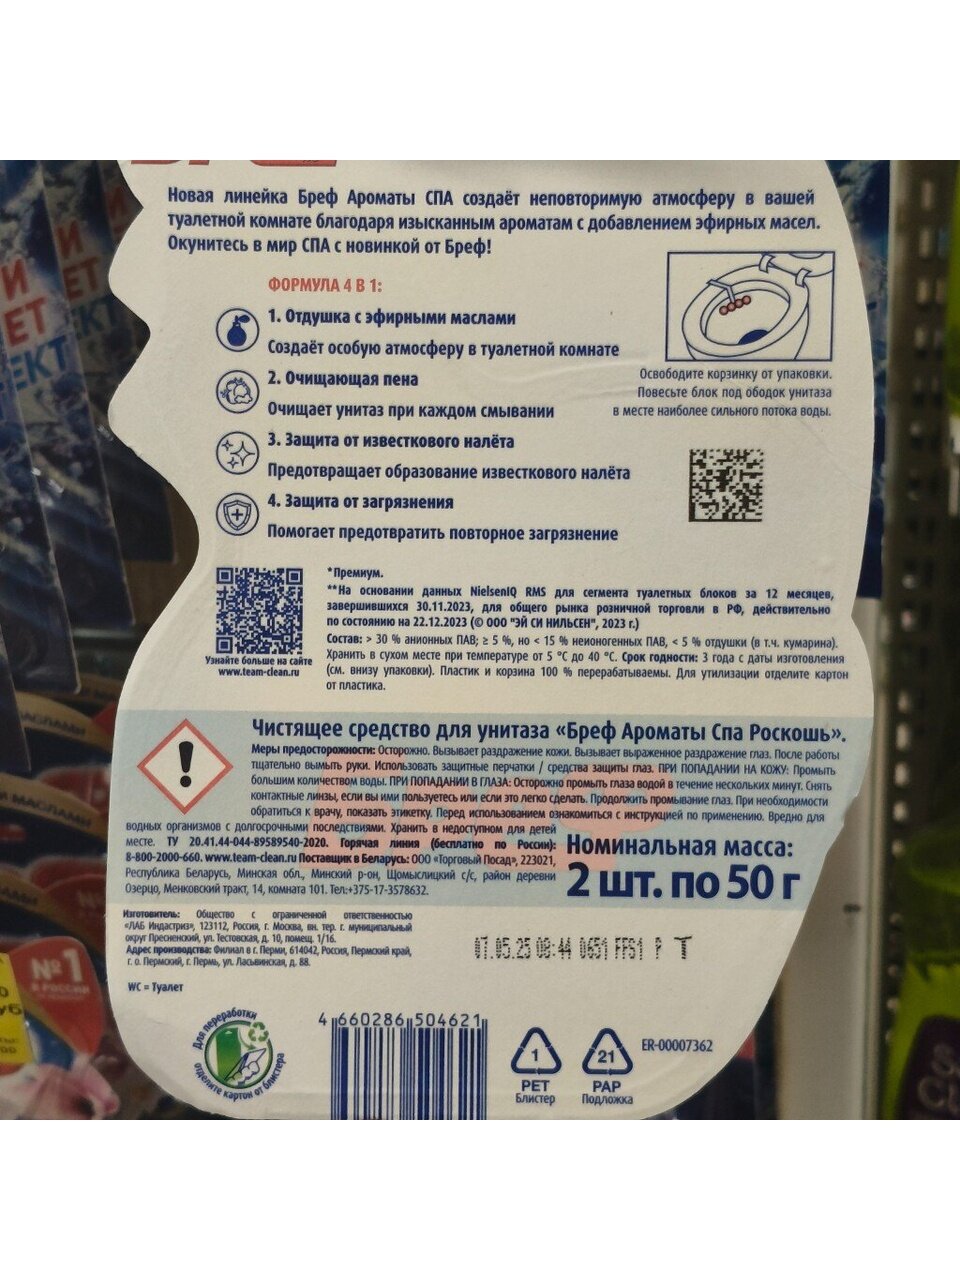 Новая линейка Бреф Ароматы СПА создаёт неповторимую атмосферу в вашей
туалетной комнате благодаря изысканным ароматам с добавлением эфирных масел.
Окунитесь в мир СПА с новинкой от Бреф!
ФОРМУЛА 4 В 1:
1. Отдушка с эфирными маслами
Создаёт особую атмосферу в туалетной комнате
2. Очищающая пена
Очищает унитаз при каждом смывании
3. Защита от известкового налёта
Предотвращает образование известкового налёта
4. Защита от загрязнения
Помогает предотвратить повторное загрязнение
Освободите корзинку от упаковки.
Повесьте блок под ободок унитаза
в месте наиболее сильного потока воды.
Узнайте больше на сайте
www.team-clean.ru
*Премиум.
**На основании данных NielsenIQ RMS для сегмента туалетных блоков за 12 месяцев,
завершившихся 30.11.2023, для общего рынка розничной торговли в РФ, действительно
по состоянию на 22.12.2023 (© ООО "ЭЙ СИ НИЛЬСЕН", 2023 г.)
Состав: > 30 % анионных ПАВ; ≥ 5 %, но < 15 % неионогенных ПАВ, < 5 % отдушки (в т.ч. кумарина).
Хранить в сухом месте при температуре от 5 °С до 40 °С. Срок годности: 3 года с даты изготовления
(см. внизу упаковки). Пластик и корзина 100 % перерабатываемы. Для утилизации отделите картон
от пластика.
Чистящее средство для унитаза «Бреф Ароматы Спа Роскошь».
Меры предосторожности: Осторожно. Вызывает раздражение кожи. Вызывает выраженное раздражение глаз. После работы
тщательно вымыть руки. Использовать защитные перчатки / средства защиты глаз. ПРИ ПОПАДАНИИ НА КОЖУ: Промыть
большим количеством воды. ПРИ ПОПАДАНИИ В ГЛАЗА: Осторожно промыть глаза водой в течение нескольких минут. Снять
контактные линзы, если вы ими пользуетесь или если это легко сделать. Продолжить промывание глаз. При необходимости
обратиться к врачу, показать этикетку. Перед использованием ознакомиться с инструкцией по применению. Вредно для
водных организмов с долгосрочными последствиями. Хранить в недоступном для детей
месте. ТУ 20.41.44-044-89589540-2020. Горячая линия (бесплатно по России):
8-800-2000-660. www.team-clean.ru Поставщик в Беларусь: ООО «Торговый Посад», 223021,
Республика Беларусь, Минская обл., Минский р-он, Щомыслицкий с/с, район деревни
Озерцо, Менковский тракт, 14, комната 101. Тел.:+375-17-3578632.
Номинальная масса:
2 шт. по 50 г
Изготовитель: Общество с ограниченной ответственностью
«ЛАБ Индастриз», 123112, Россия, г. Москва, вн. тер. г. муниципальный
округ Пресненский, ул. Тестовская, д. 10, помещ. 1/16.
Адрес производства: Филиал в г. Перми, 614042, Россия, Пермский край,
г. о. Пермский, г. Пермь, ул. Ласьвинская, д. 88.
07.05.25 08:44 0651 FFS1 P T
WC = Туалет
Для переработки
отделите картон от блистера
4 660286 504621
1
PET
Блистер
21
PAP
Подложка
ER-00007362
№1
В РОССИИ